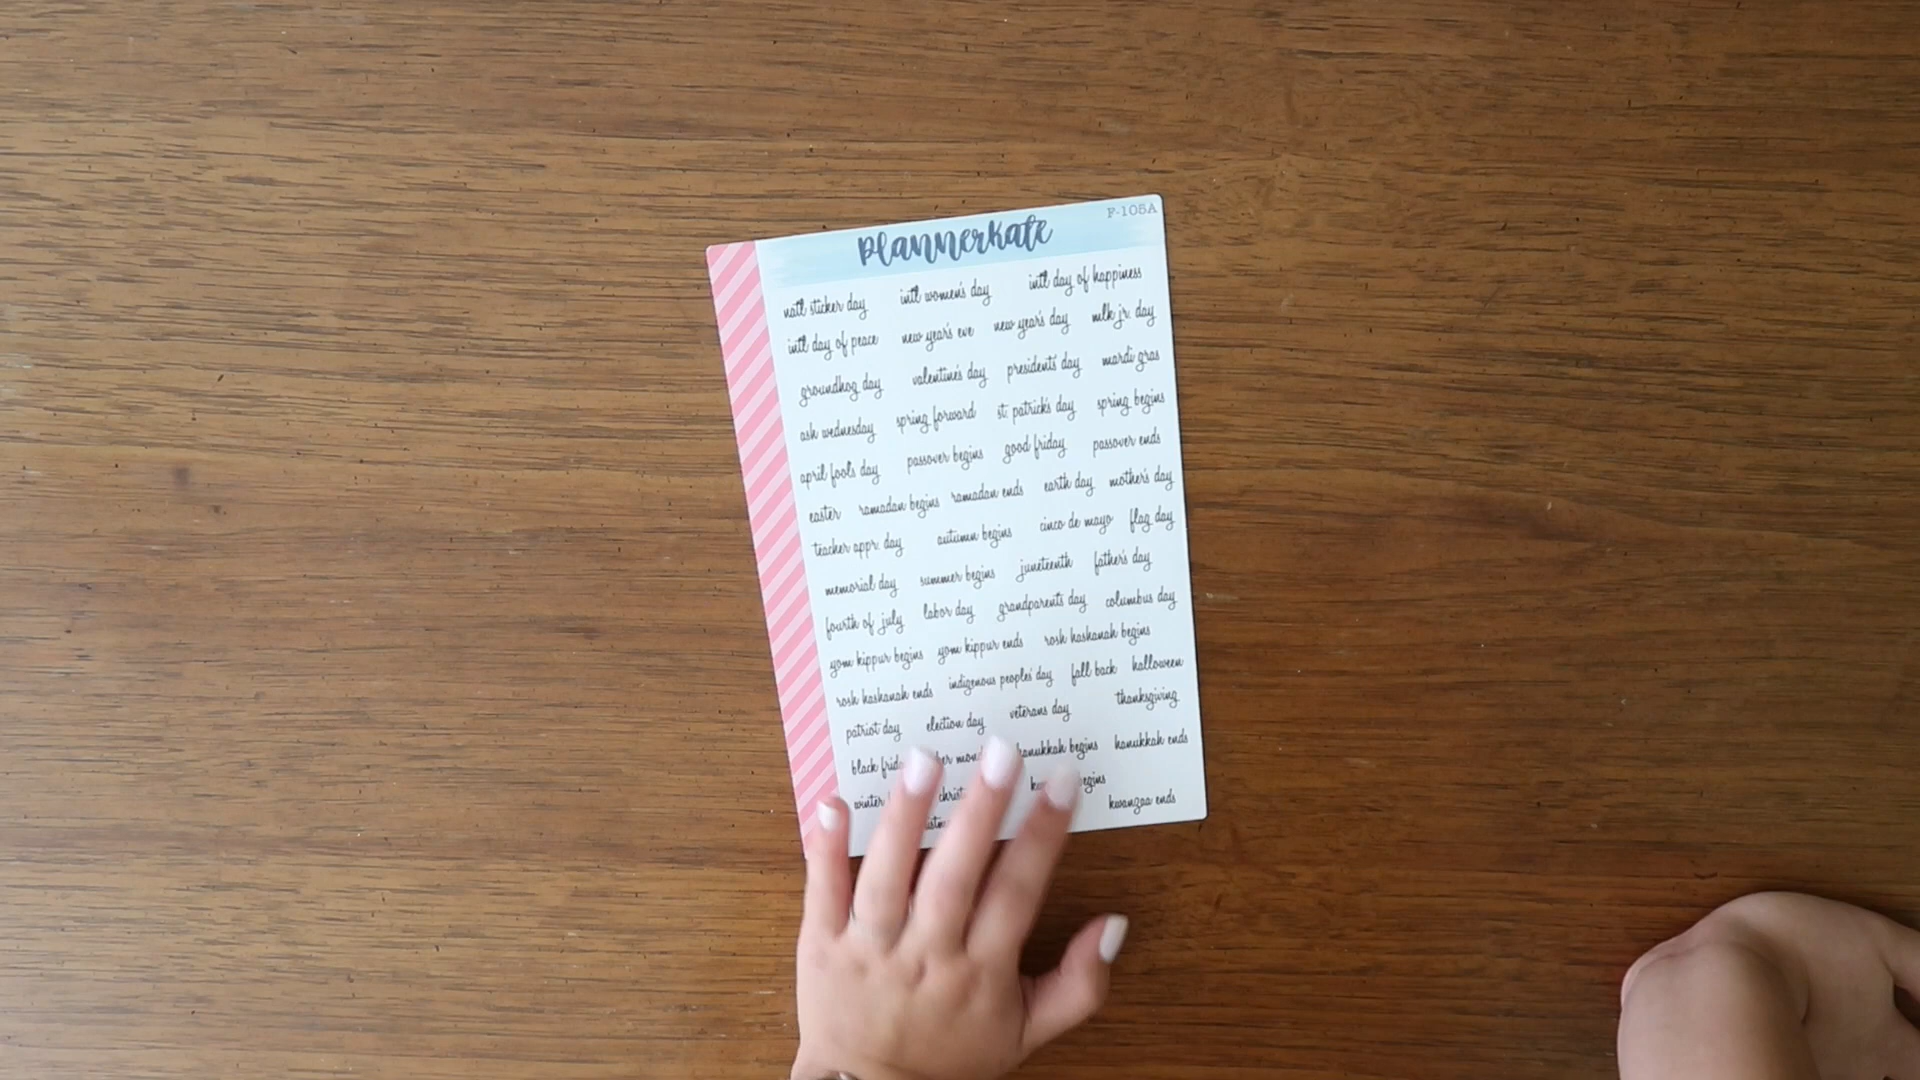 F-105A
plannerkate
nat'l sticker day int'l women's day int'l day of happiness
int'l day of peace new year's eve new year's day mlk jr. day
groundhog day valentine's day presidents' day mardi gras
ash wednesday spring forward st. patrick's day spring begins
april fool's day passover begins good friday passover ends
easter ramadan begins ramadan ends earth day mother's day
teacher appr. day autumn begins cinco de mayo flag day
memorial day summer begins juneteenth father's day
fourth of july labor day grandparents day columbus day
yom kippur begins yom kippur ends rosh hashanah begins
rosh hashanah ends indigenous peoples' day fall back halloween
patriot day election day veterans day thanksgiving
black hanukkah begins hanukkah ends
winter begins
kwanzaa ends